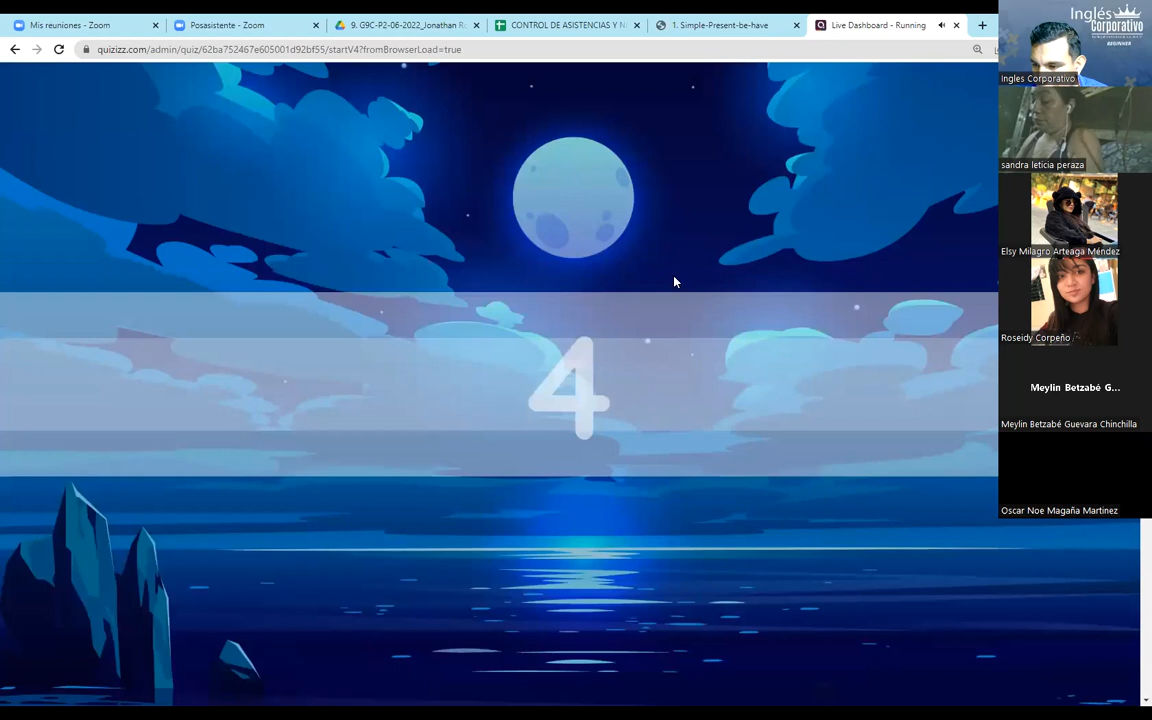 Mis reuniones - Zoom
Posasistente - Zoom
9. G9C-P2-06-2022_Jonathan R
CONTROL DE ASISTENCIAS Y N
1. Simple-Present-be-have
Live Dashboard - Running
quizizz.com/admin/quiz/62ba752467e605001d92bf55/startV4?fromBrowserLoad=true
4
Inglés
Corporativo
BEGINNER
Ingles Corporativo
sandra leticia peraza
Elsy Milagro Arteaga Méndez
Roseidy Corpeño
Meylin Betzabé G...
Meylin Betzabé Guevara Chinchilla
Oscar Noe Magaña Martinez